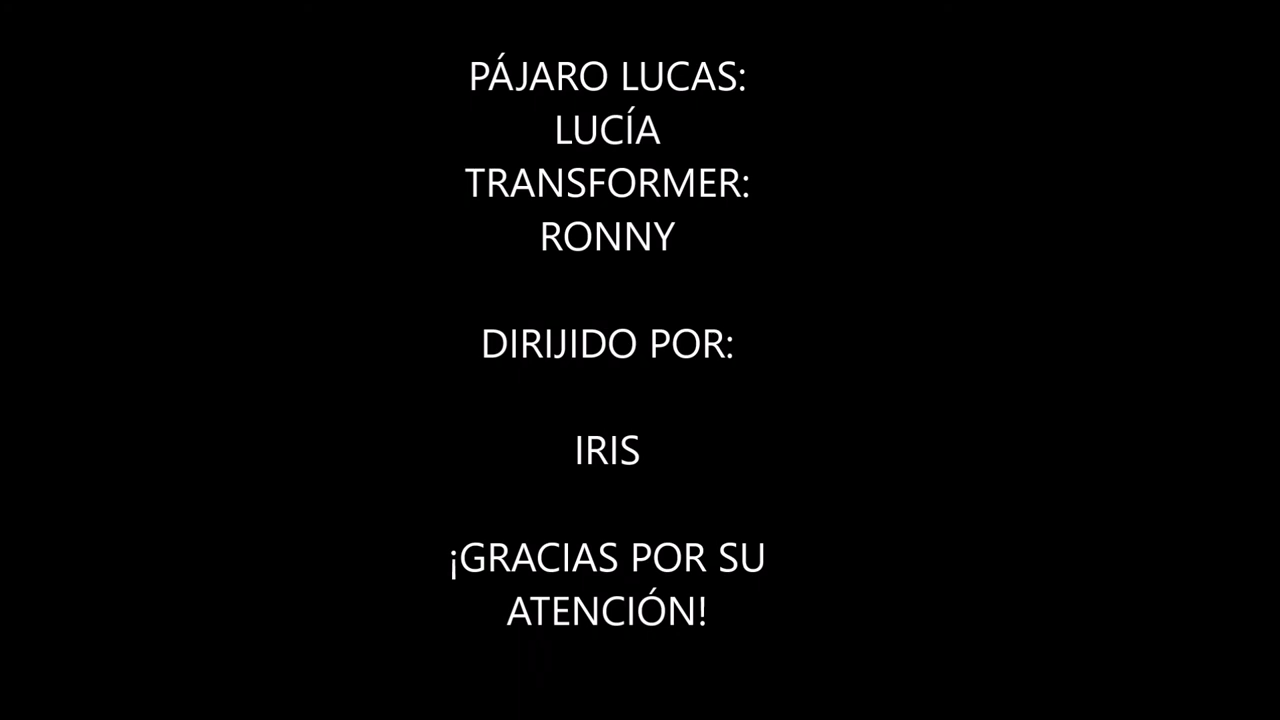 PÁJARO LUCAS:
LUCÍA
TRANSFORMER:
RONNY
DIRIJIDO POR:
IRIS
¡GRACIAS POR SU
ATENCIÓN!